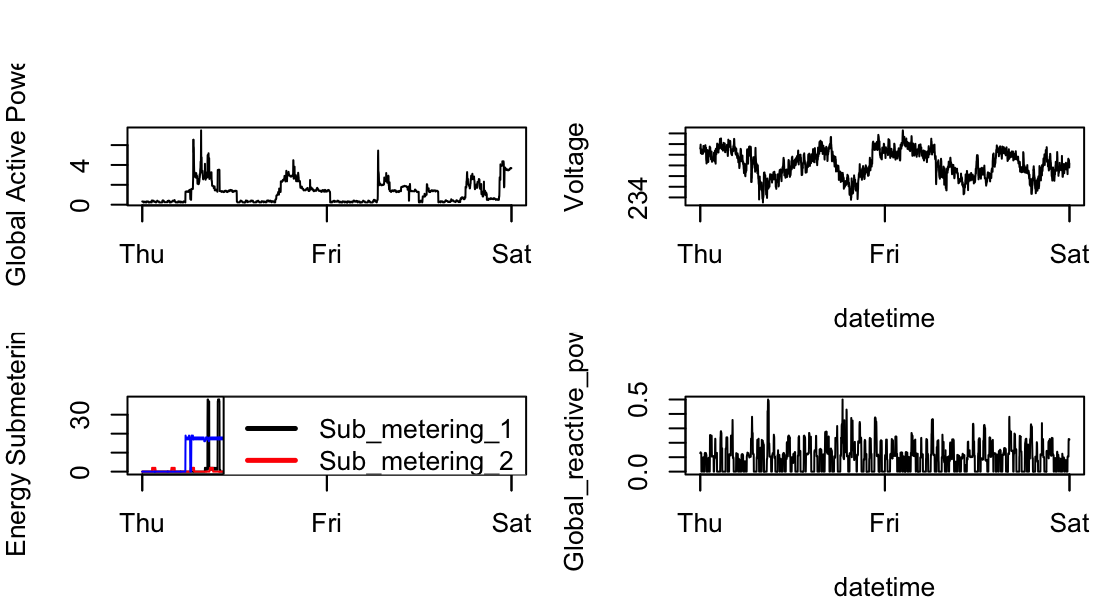 Global Active Powe
4
0
Thu
Fri
Sat
Voltage
234
Thu
Fri
Sat
datetime
Energy Submeterin
30
0
Sub_metering_1
Sub_metering_2
Thu
Fri
Sat
Global_reactive_pov
0.5
0.0
Thu
Fri
Sat
datetime